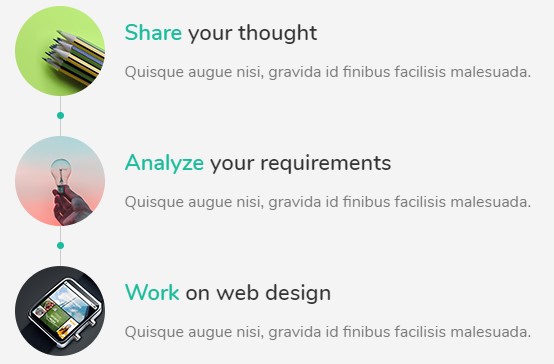 Share your thought
Quisque augue nisi, gravida id finibus facilisis malesuada.
Analyze your requirements
Quisque augue nisi, gravida id finibus facilisis malesuada.
Work on web design
Quisque augue nisi, gravida id finibus facilisis malesuada.